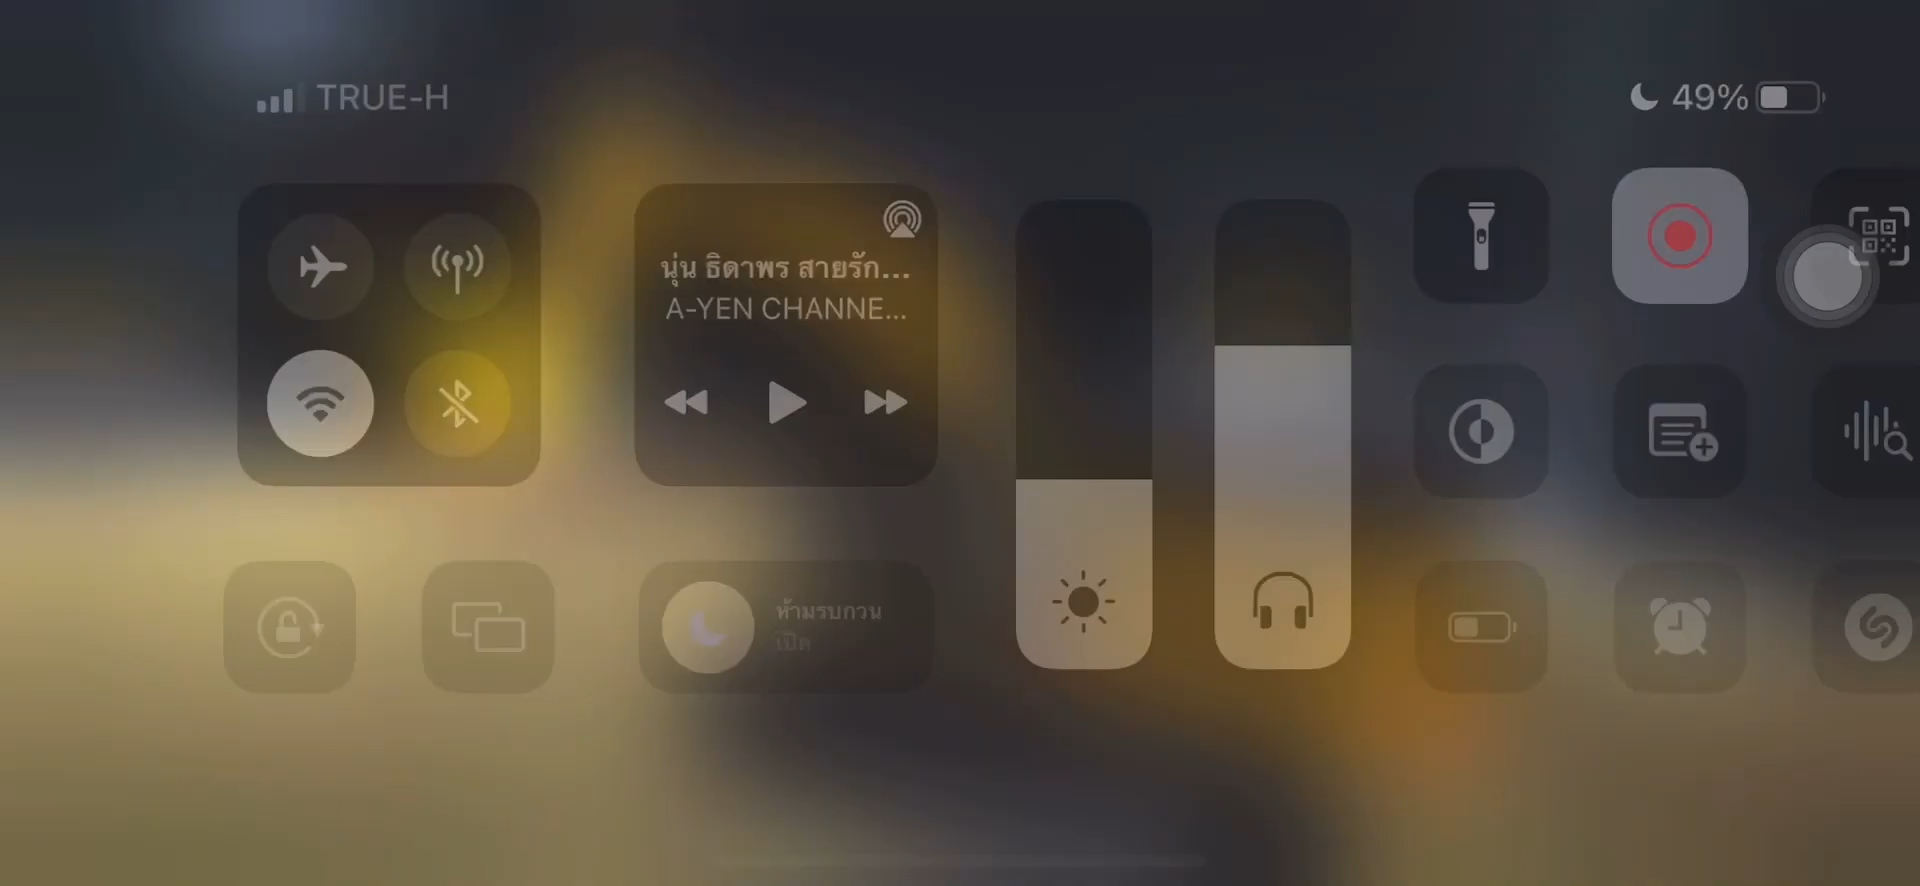 TRUE-H
49%
นุ่น ธิดาพร สายรัก...
A-YEN CHANNE...
ห้ามรบกวน
เปิด